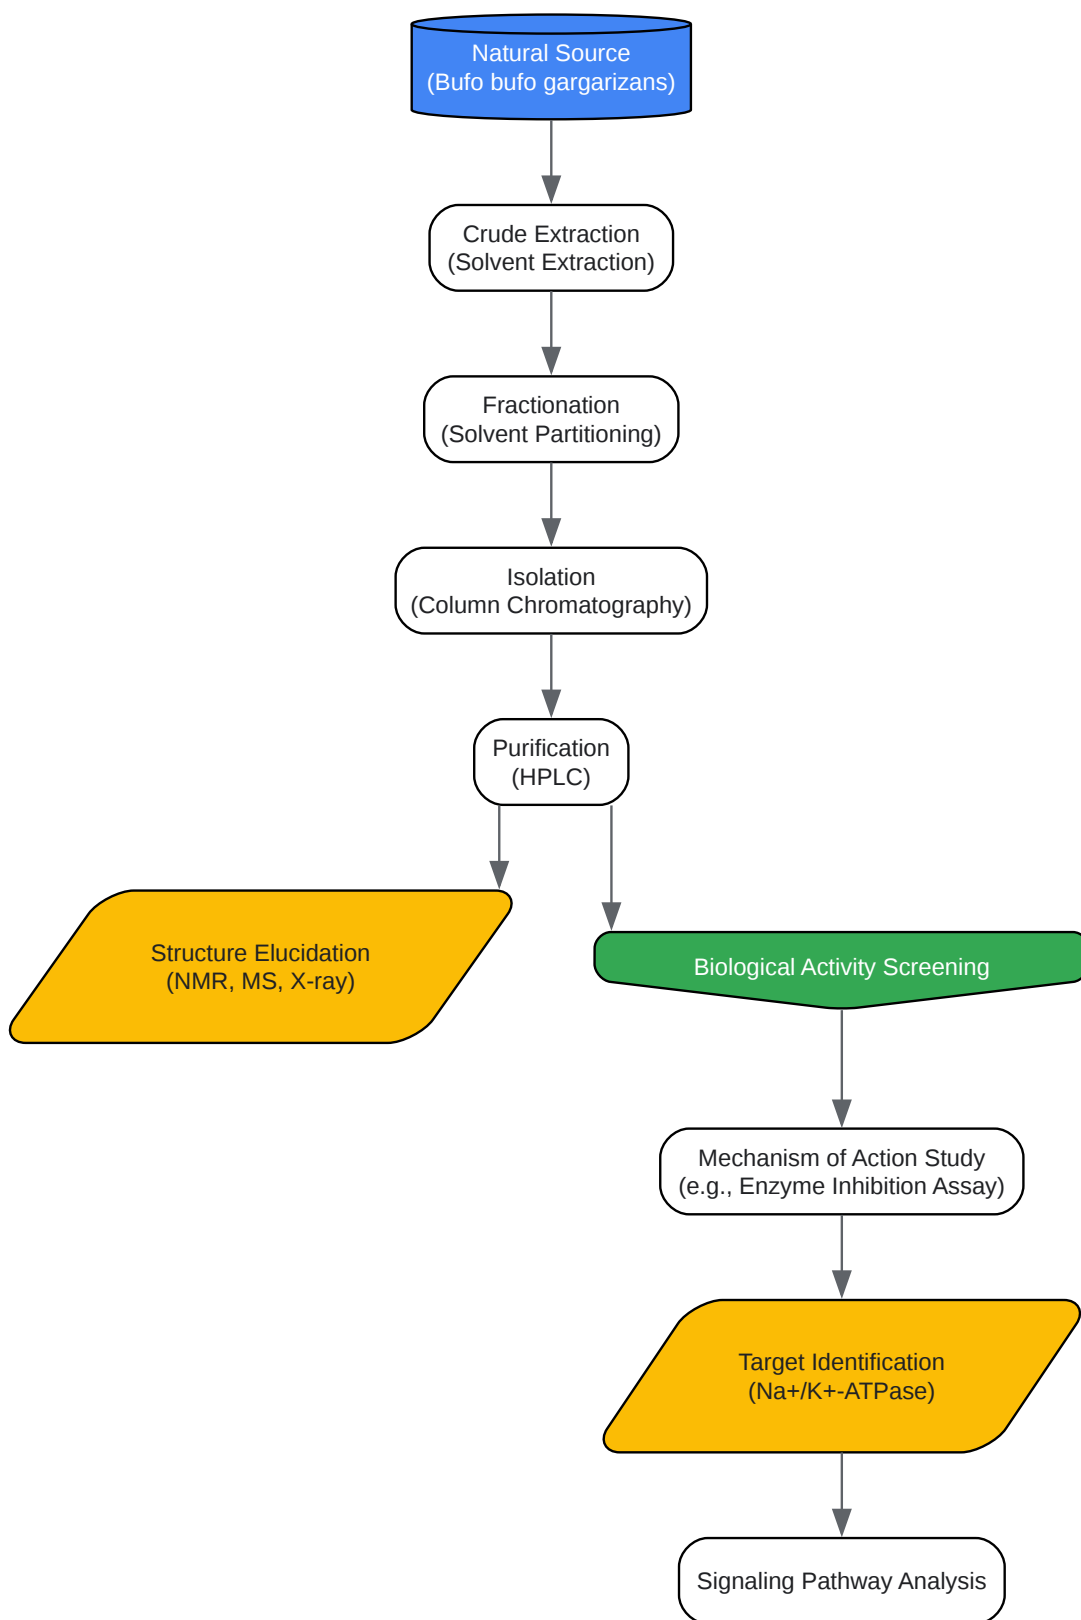 Natural Source
(Bufo bufo gargarizans)
Crude Extraction
(Solvent Extraction)
Fractionation
(Solvent Partitioning)
Isolation
(Column Chromatography)
Purification
(HPLC)
Structure Elucidation
(NMR, MS, X-ray)
Biological Activity Screening
Mechanism of Action Study
(e.g., Enzyme Inhibition Assay)
Target Identification
(Na+/K+-ATPase)
Signaling Pathway Analysis